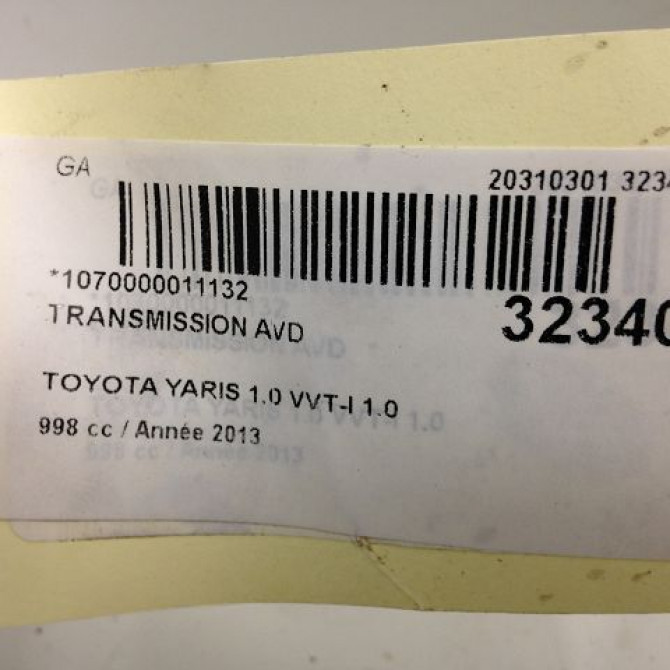 GA
20310301 3234
*1070000011132
32340
TRANSMISSION AVD
TOYOTA YARIS 1.0 VVT-I 1.0
998 cc / Année 2013